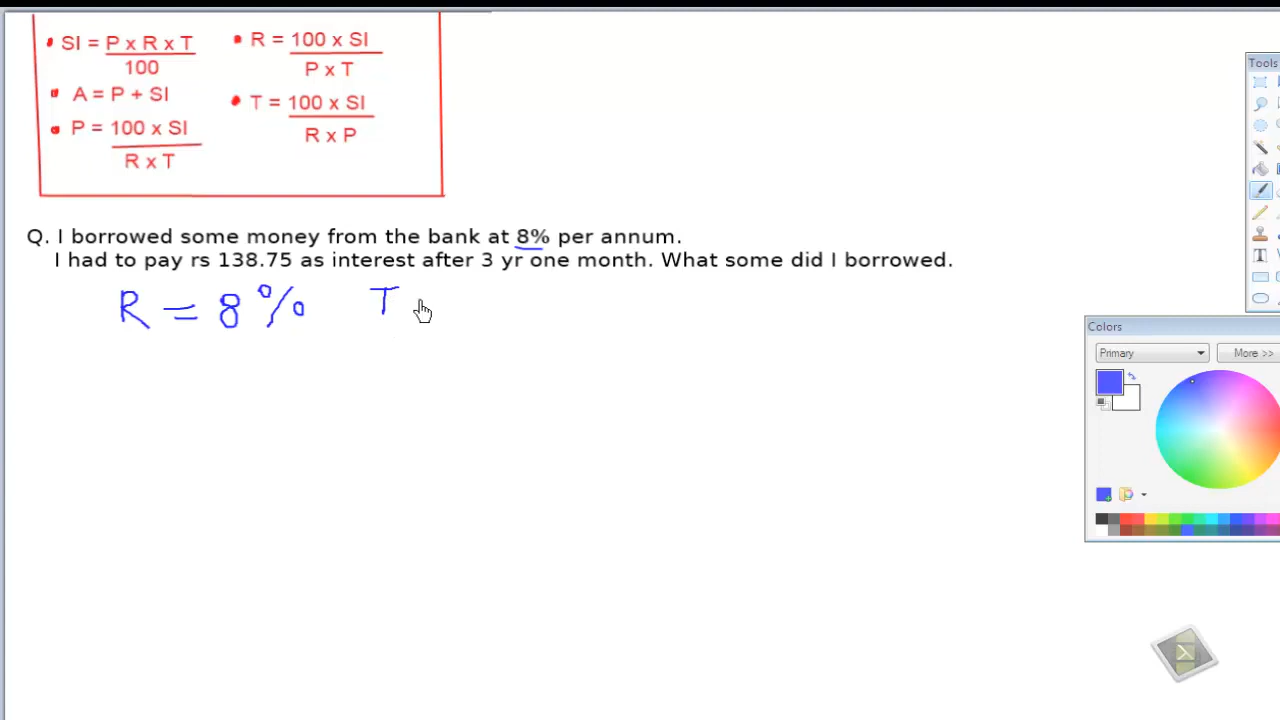 • SI = P x R x T
100
• A = P + SI
• P = 100 x SI
R x T
• R = 100 x SI
P x T
• T = 100 x SI
R x P
Q. I borrowed some money from the bank at 8% per annum.
I had to pay rs 138.75 as interest after 3 yr one month. What some did I borrowed.
R = 8% T
Tools
T
Colors
Primary
More >>